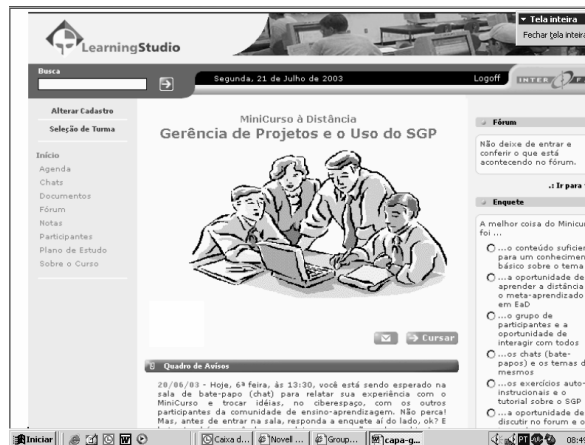 LearningStudio
Tela inteira
Fechar tela inteira
Busca
Segunda, 21 de Julho de 2003
Logoff
INTER
Alterar Cadastro
Seleção de Turma
Início
Agenda
Chats
Documentos
Fórum
Notas
Participantes
Plano de Estudo
Sobre o Curso
MiniCurso à Distância
Gerência de Projetos e o Uso do SGP
Cursar
Quadro de Avisos
20/06/03 - Hoje, 6ª feira, às 13:30, você está sendo esperado na
sala de bate-papo (chat) para relatar sua experiência com o
MiniCurso e trocar idéias, no ciberespaço, com os outros
participantes da comunidade de ensino-aprendizagem. Não perca!
Mas, antes de entrar na sala, responda a enquete aí do lado, ok? E
Fórum
Não deixe de entrar e
conferir o que está
acontecendo no fórum.
.: Ir para
Enquete
A melhor coisa do Minicur
foi ...
...o conteúdo suficien
para um conhecimen
básico sobre o tema
...a oportunidade de
aprender a distância
o meta-aprendizado
em EaD
...o grupo de
participantes e a
oportunidade de
interagir com todos
...os chats (bate-
papos) e os temas d
mesmos
...os exercícios auto-
instrucionais e o
tutorial sobre o SGP
...a oportunidade de
discutir no forum e
Iniciar
Caixa d...
Novell ...
Group...
capa-g...
PT